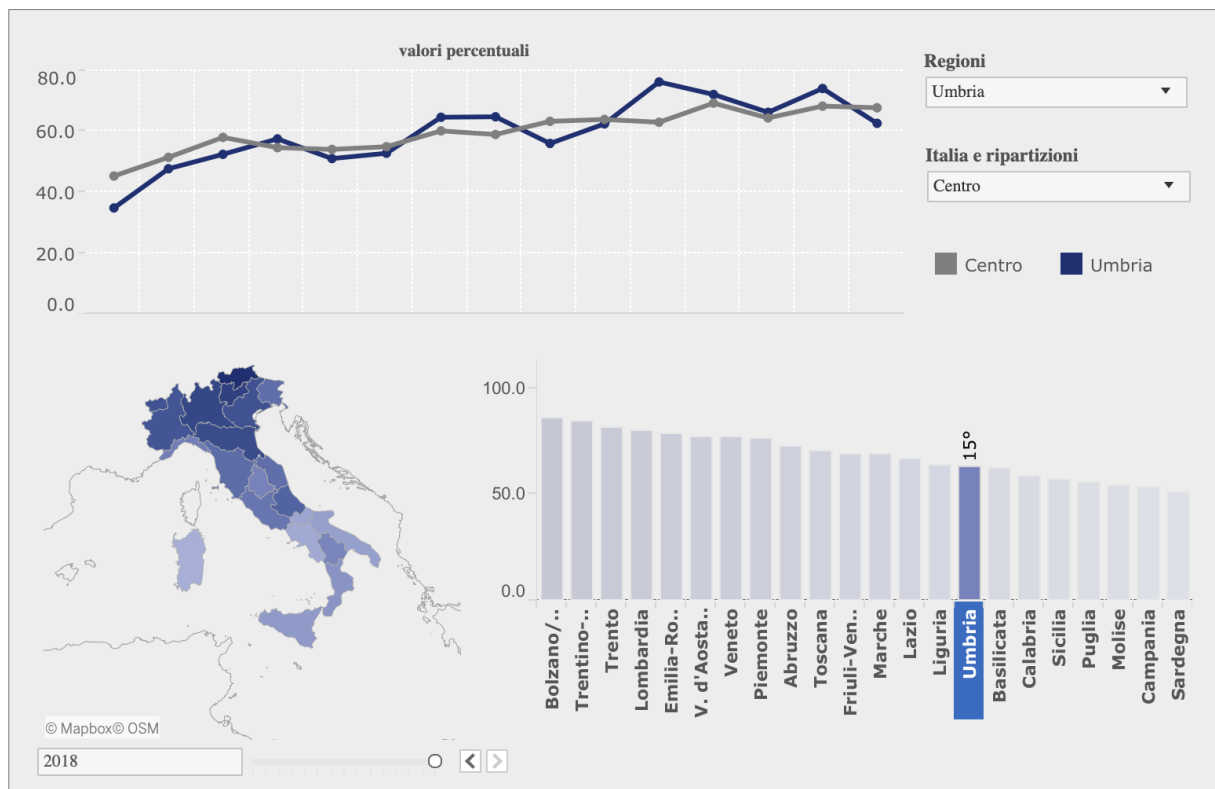 valori percentuali
80.0
60.0
40.0
20.0
0.0
Regioni
Umbria
Italia e ripartizioni
Centro
Centro
Umbria
© Mapbox© OSM
2018
100.0
50.0
0.0
15°
Bolzano/..
Trentino-..
Trento
Lombardia
Emilia-Ro..
V. d'Aosta..
Veneto
Piemonte
Abruzzo
Toscana
Friuli-Ven..
Marche
Lazio
Liguria
Umbria
Basilicata
Calabria
Sicilia
Puglia
Molise
Campania
Sardegna